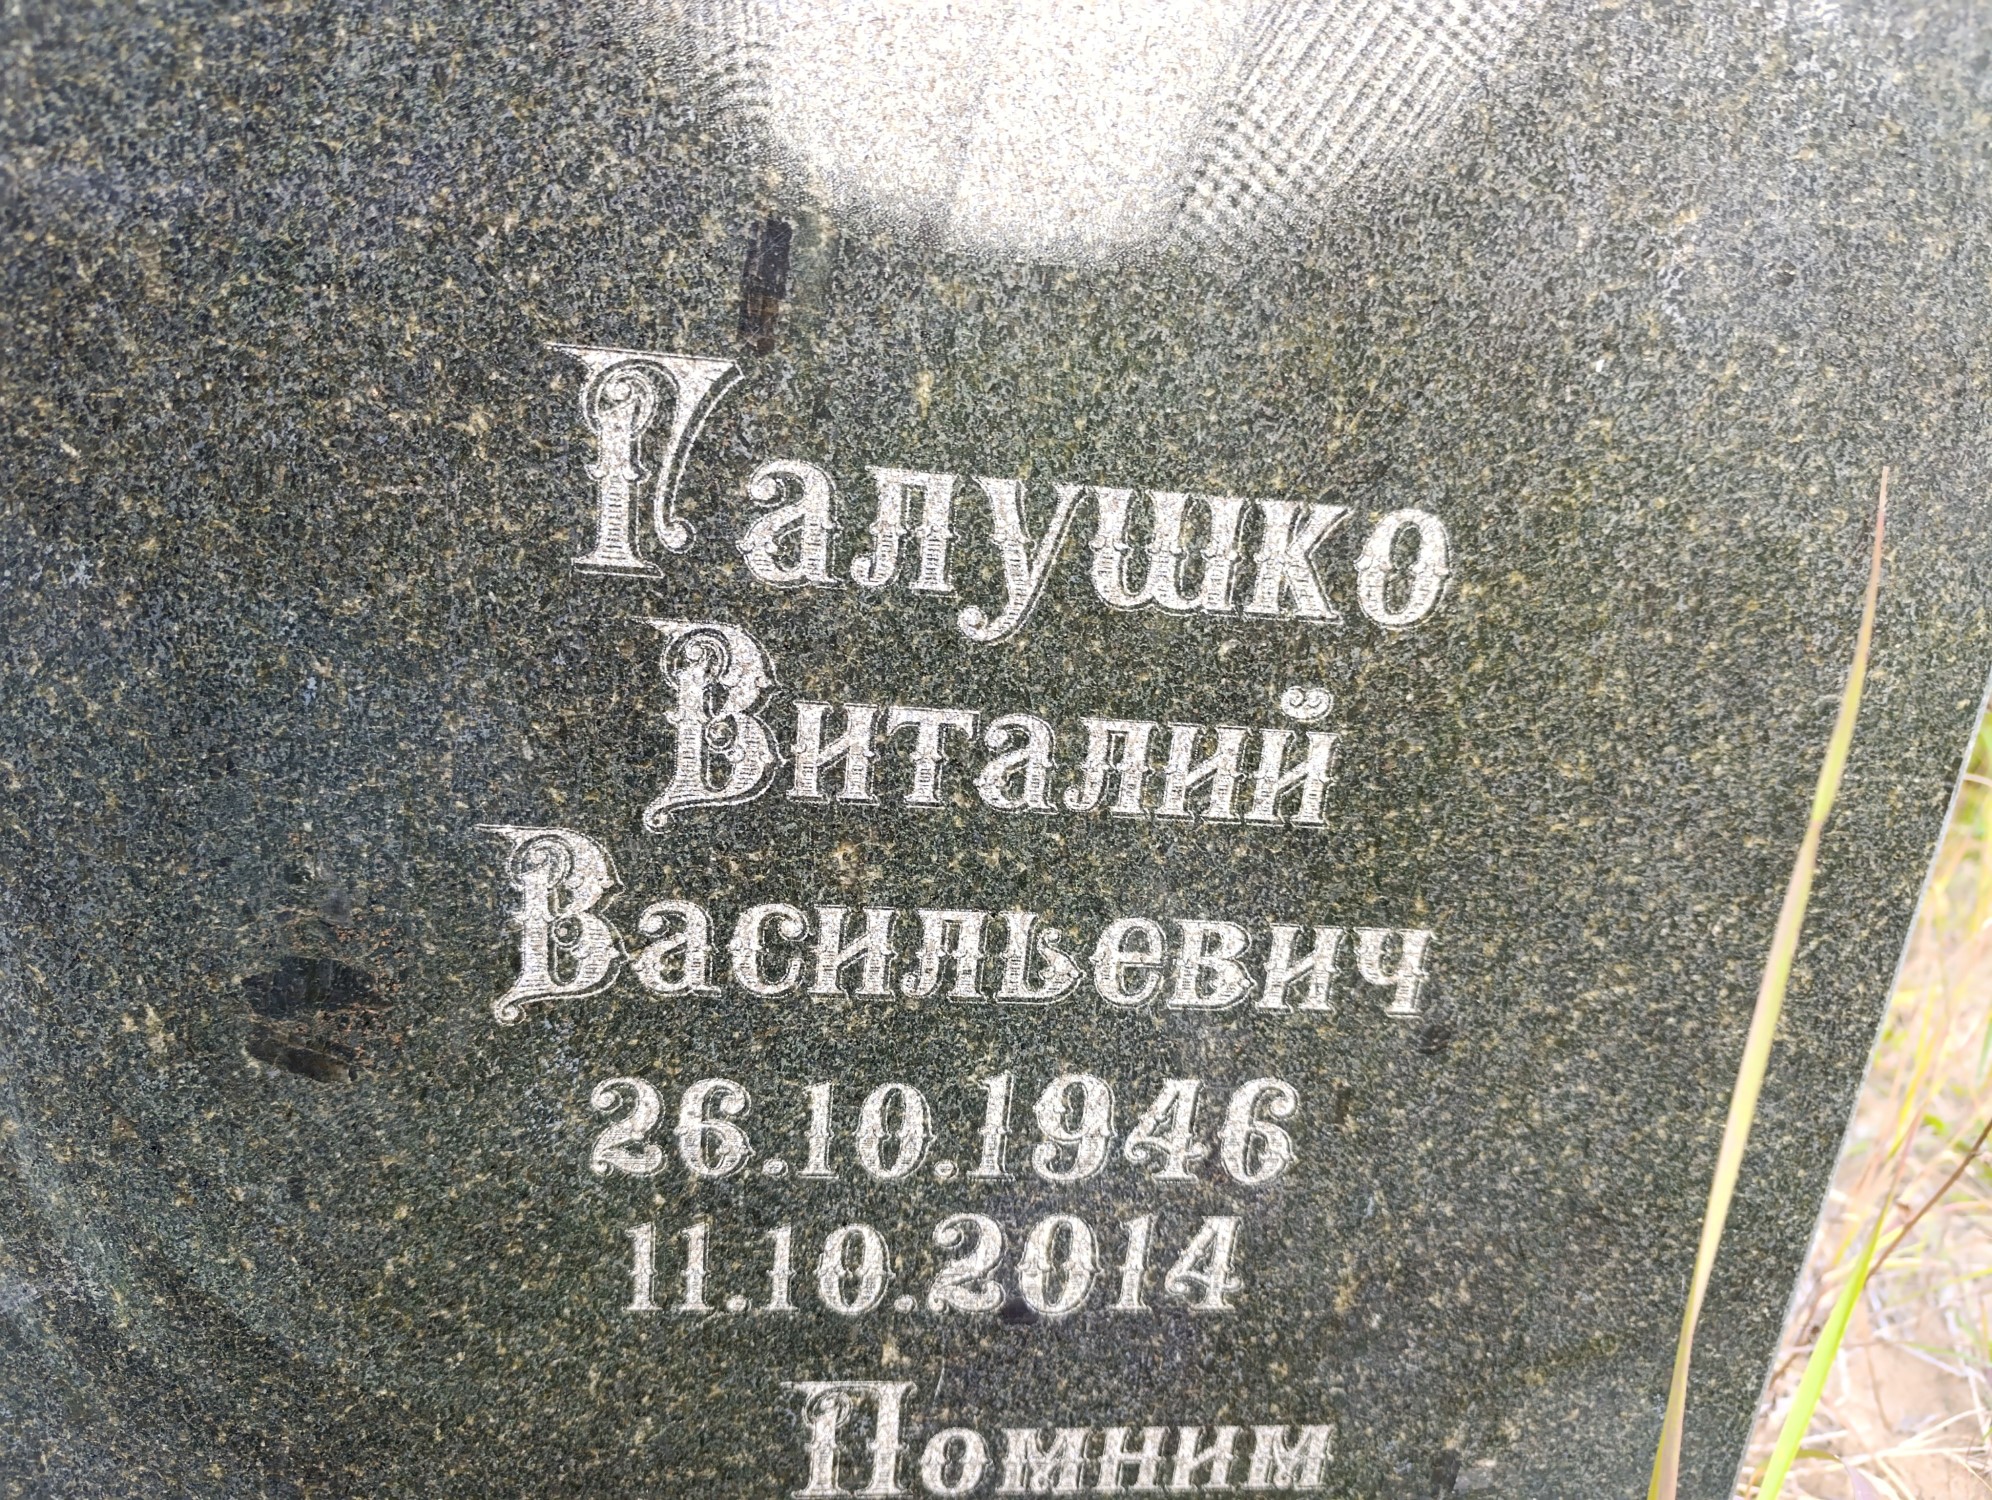 Галушко
Виталий
Васильевич
26.10.1946
11.10.2014
Помним